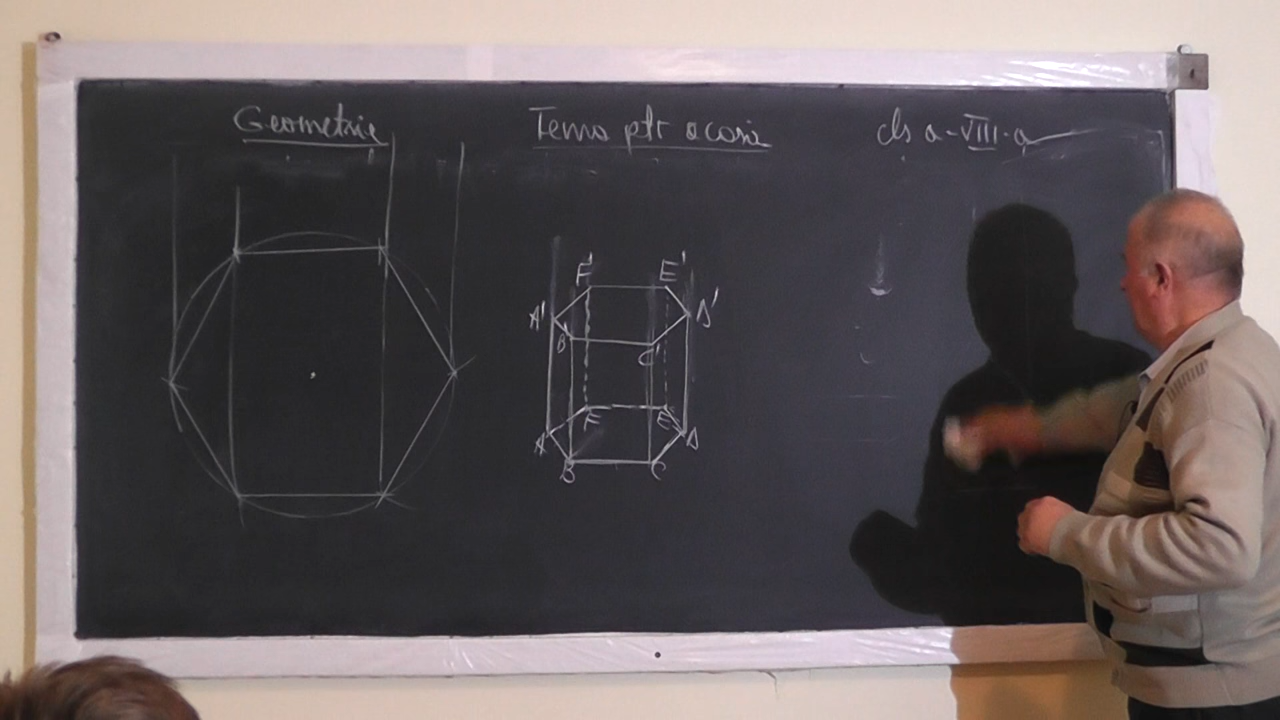 Geometrie
Tema ptr acasă
cls a-VIII-a
F' E'
A' D'
B' C'
F E
A D
B C